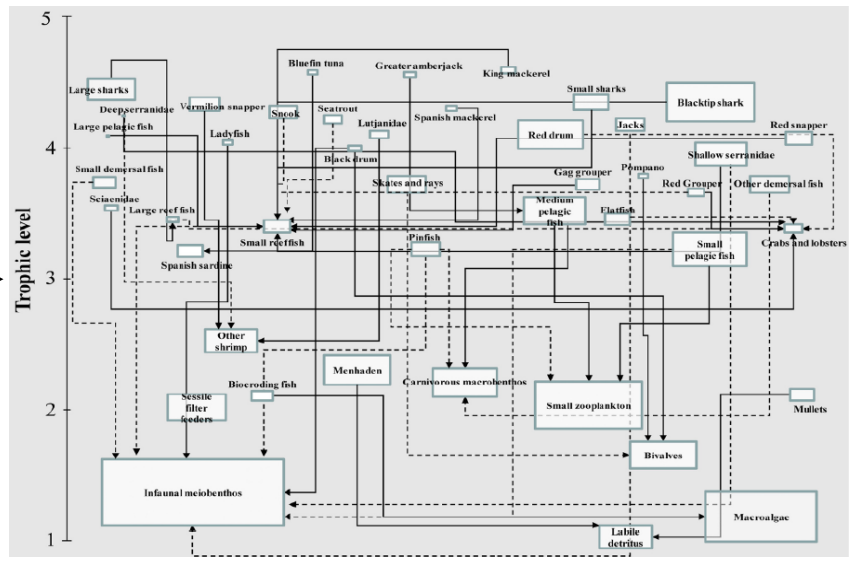 5
Bluefin tuna
Greater amberjack
King mackerel
Large sharks
Small sharks
Blacktip shark
Deep serranidae
Vermilion snapper
Snook
Seatrout
Spanish mackerel
Large pelagic fish
Ladyfish
Lutjanidae
Red drum
Jacks
Red snapper
4
Black drum
Shallow serranidae
Small demersal fish
Skates and rays
Gag grouper
Pompano
Red Grouper
Other demersal fish
Sciaenidae
Large reef fish
Medium
pelagic
fish
Flatfish
Small reef fish
Pinfish
Crabs and lobsters
Spanish sardine
Small
pelagic fish
Trophic level
3
Other
shrimp
Menhaden
Carnivorous macrobenthos
Bioeroding fish
Sessile
filter
feeders
Small zooplankton
2
Mullets
Bivalves
Infaunal meiobenthos
Macroalgae
Labile
detritus
1